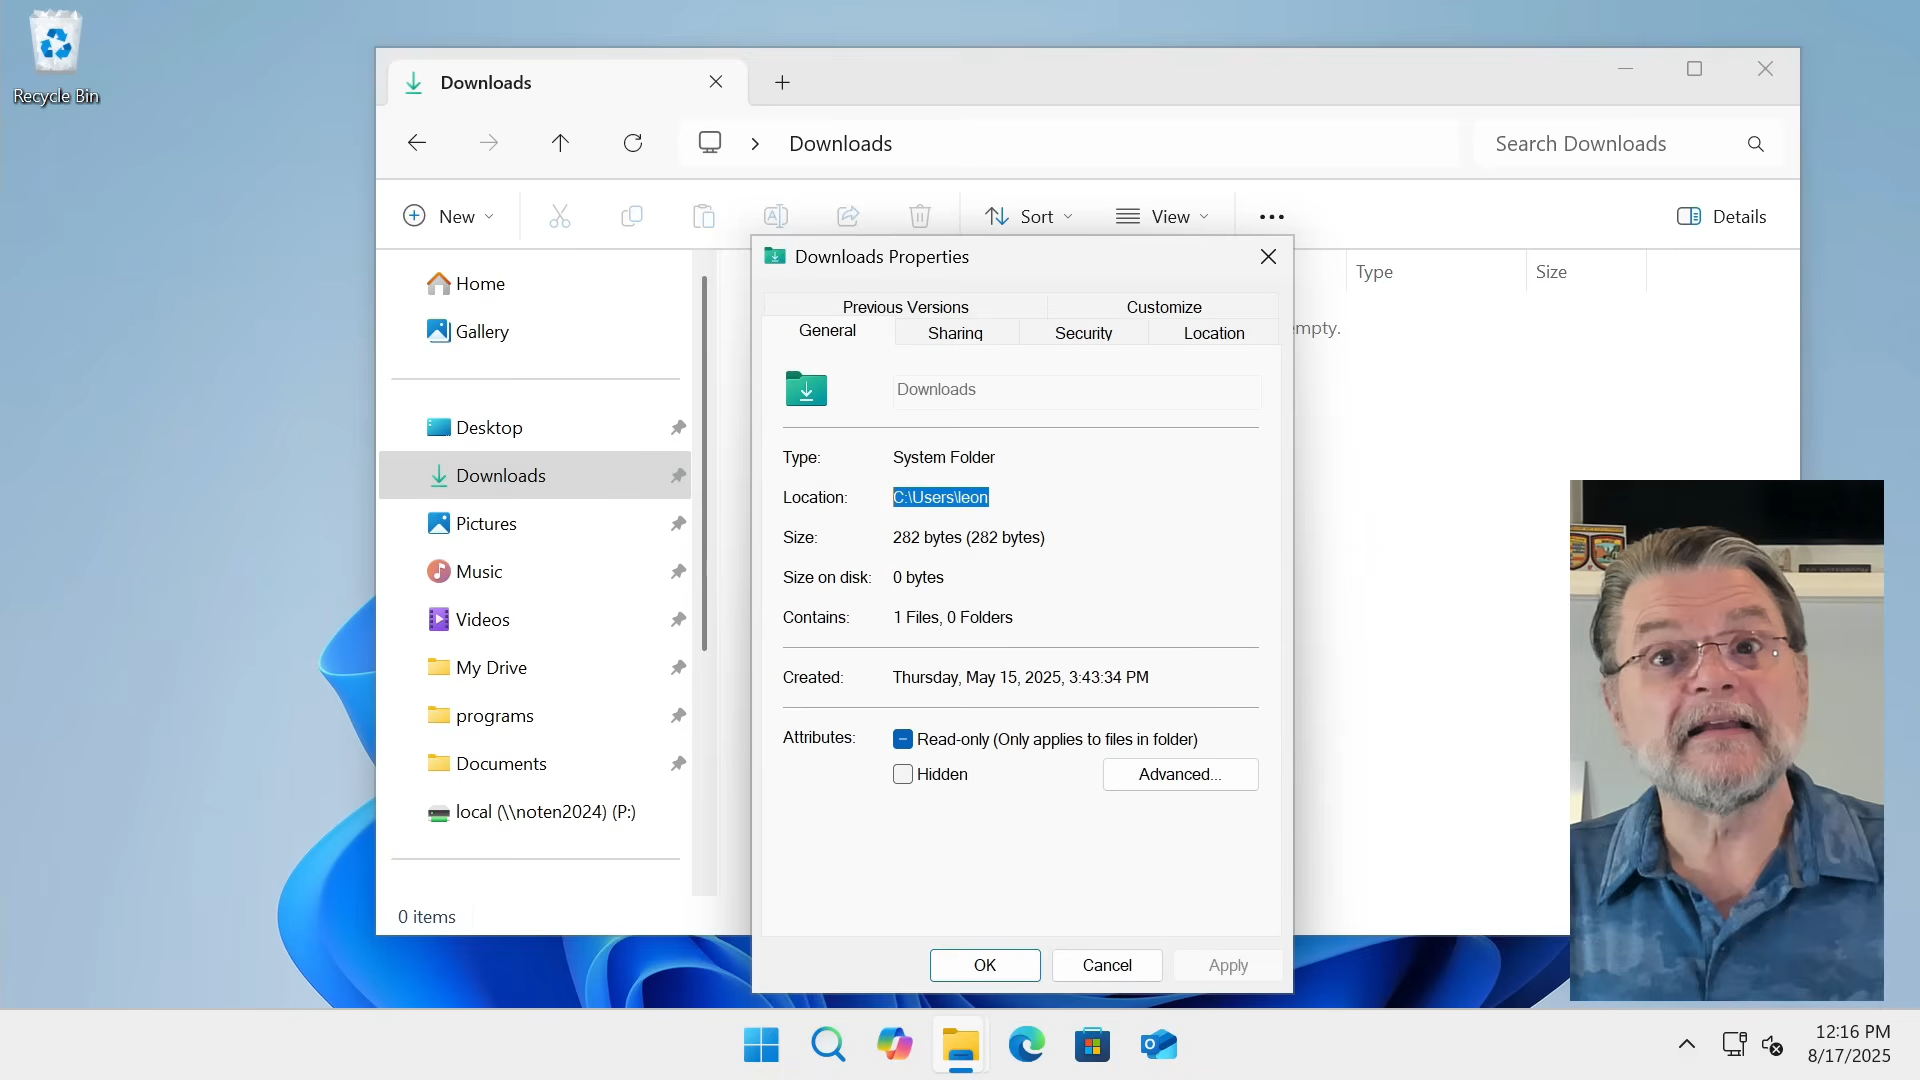 Recycle Bin
Downloads
Downloads
Search Downloads
New
Sort
View
Details
Home
Gallery
Desktop
Downloads
Pictures
Music
Videos
My Drive
programs
Documents
local (\\noten2024) (P:)
0 items
Type
Size
empty.
Downloads Properties
Previous Versions
Customize
General
Sharing
Security
Location
Downloads
Type: System Folder
Location: C:\Users\leon
Size: 282 bytes (282 bytes)
Size on disk: 0 bytes
Contains: 1 Files, 0 Folders
Created: Thursday, May 15, 2025, 3:43:34 PM
Attributes: Read-only (Only applies to files in folder)
Hidden
Advanced...
OK
Cancel
Apply
12:16 PM
8/17/2025